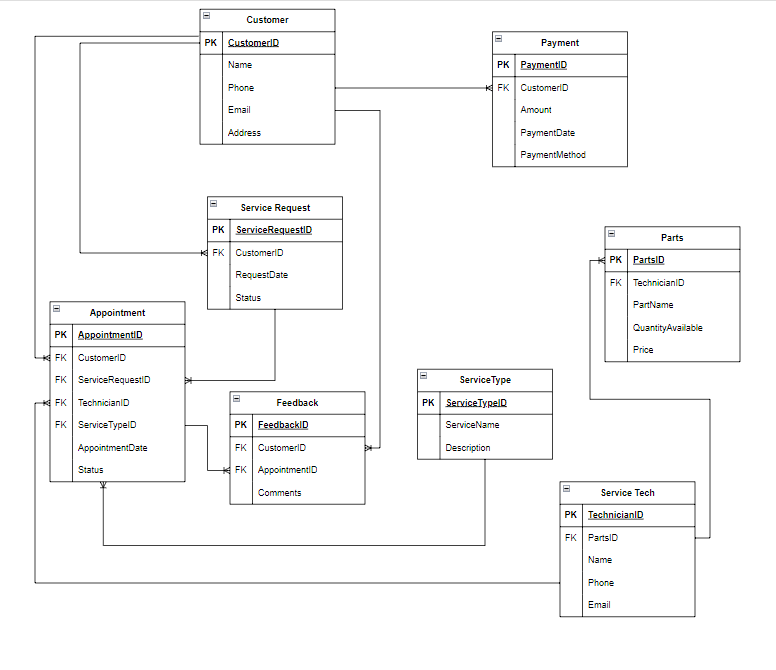 Customer
PK CustomerID
Name
Phone
Email
Address
Payment
PK PaymentID
FK CustomerID
Amount
PaymentDate
PaymentMethod
Service Request
PK ServiceRequestID
FK CustomerID
RequestDate
Status
Parts
PK PartsID
FK TechnicianID
PartName
QuantityAvailable
Price
Appointment
PK AppointmentID
FK CustomerID
FK ServiceRequestID
FK TechnicianID
FK ServiceTypeID
AppointmentDate
Status
Feedback
PK FeedbackID
FK CustomerID
FK AppointmentID
Comments
ServiceType
PK ServiceTypeID
ServiceName
Description
Service Tech
PK TechnicianID
FK PartsID
Name
Phone
Email